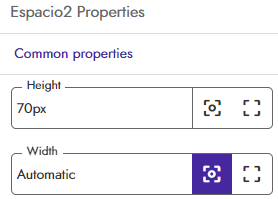 Espacio2 Properties
Common properties
Height
70px
Width
Automatic